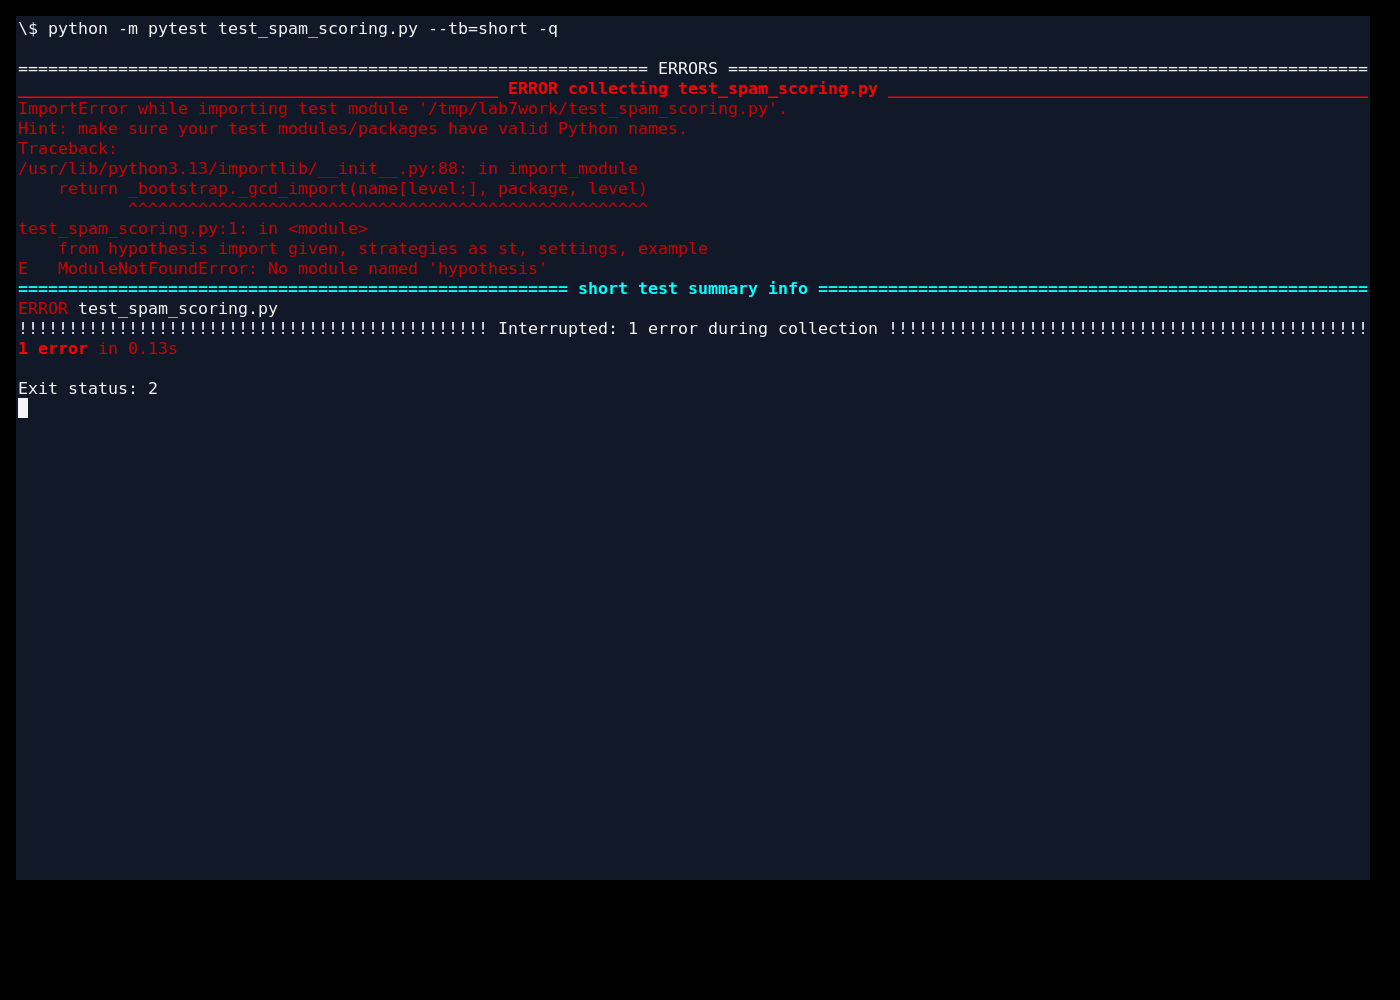 \$ python -m pytest test_spam_scoring.py --tb=short -q
=============================================================== ERRORS ================================================================
________________________________________________ ERROR collecting test_spam_scoring.py ________________________________________________
ImportError while importing test module '/tmp/lab7work/test_spam_scoring.py'.
Hint: make sure your test modules/packages have valid Python names.
Traceback:
/usr/lib/python3.13/importlib/__init__.py:88: in import_module
    return _bootstrap._gcd_import(name[level:], package, level)
           ^^^^^^^^^^^^^^^^^^^^^^^^^^^^^^^^^^^^^^^^^^^^^^^^^^^^
test_spam_scoring.py:1: in <module>
    from hypothesis import given, strategies as st, settings, example
E   ModuleNotFoundError: No module named 'hypothesis'
======================================================= short test summary info =======================================================
ERROR test_spam_scoring.py
!!!!!!!!!!!!!!!!!!!!!!!!!!!!!!!!!!!!!!!!!!!!!!! Interrupted: 1 error during collection !!!!!!!!!!!!!!!!!!!!!!!!!!!!!!!!!!!!!!!!!!!!!!!!
1 error in 0.13s
Exit status: 2